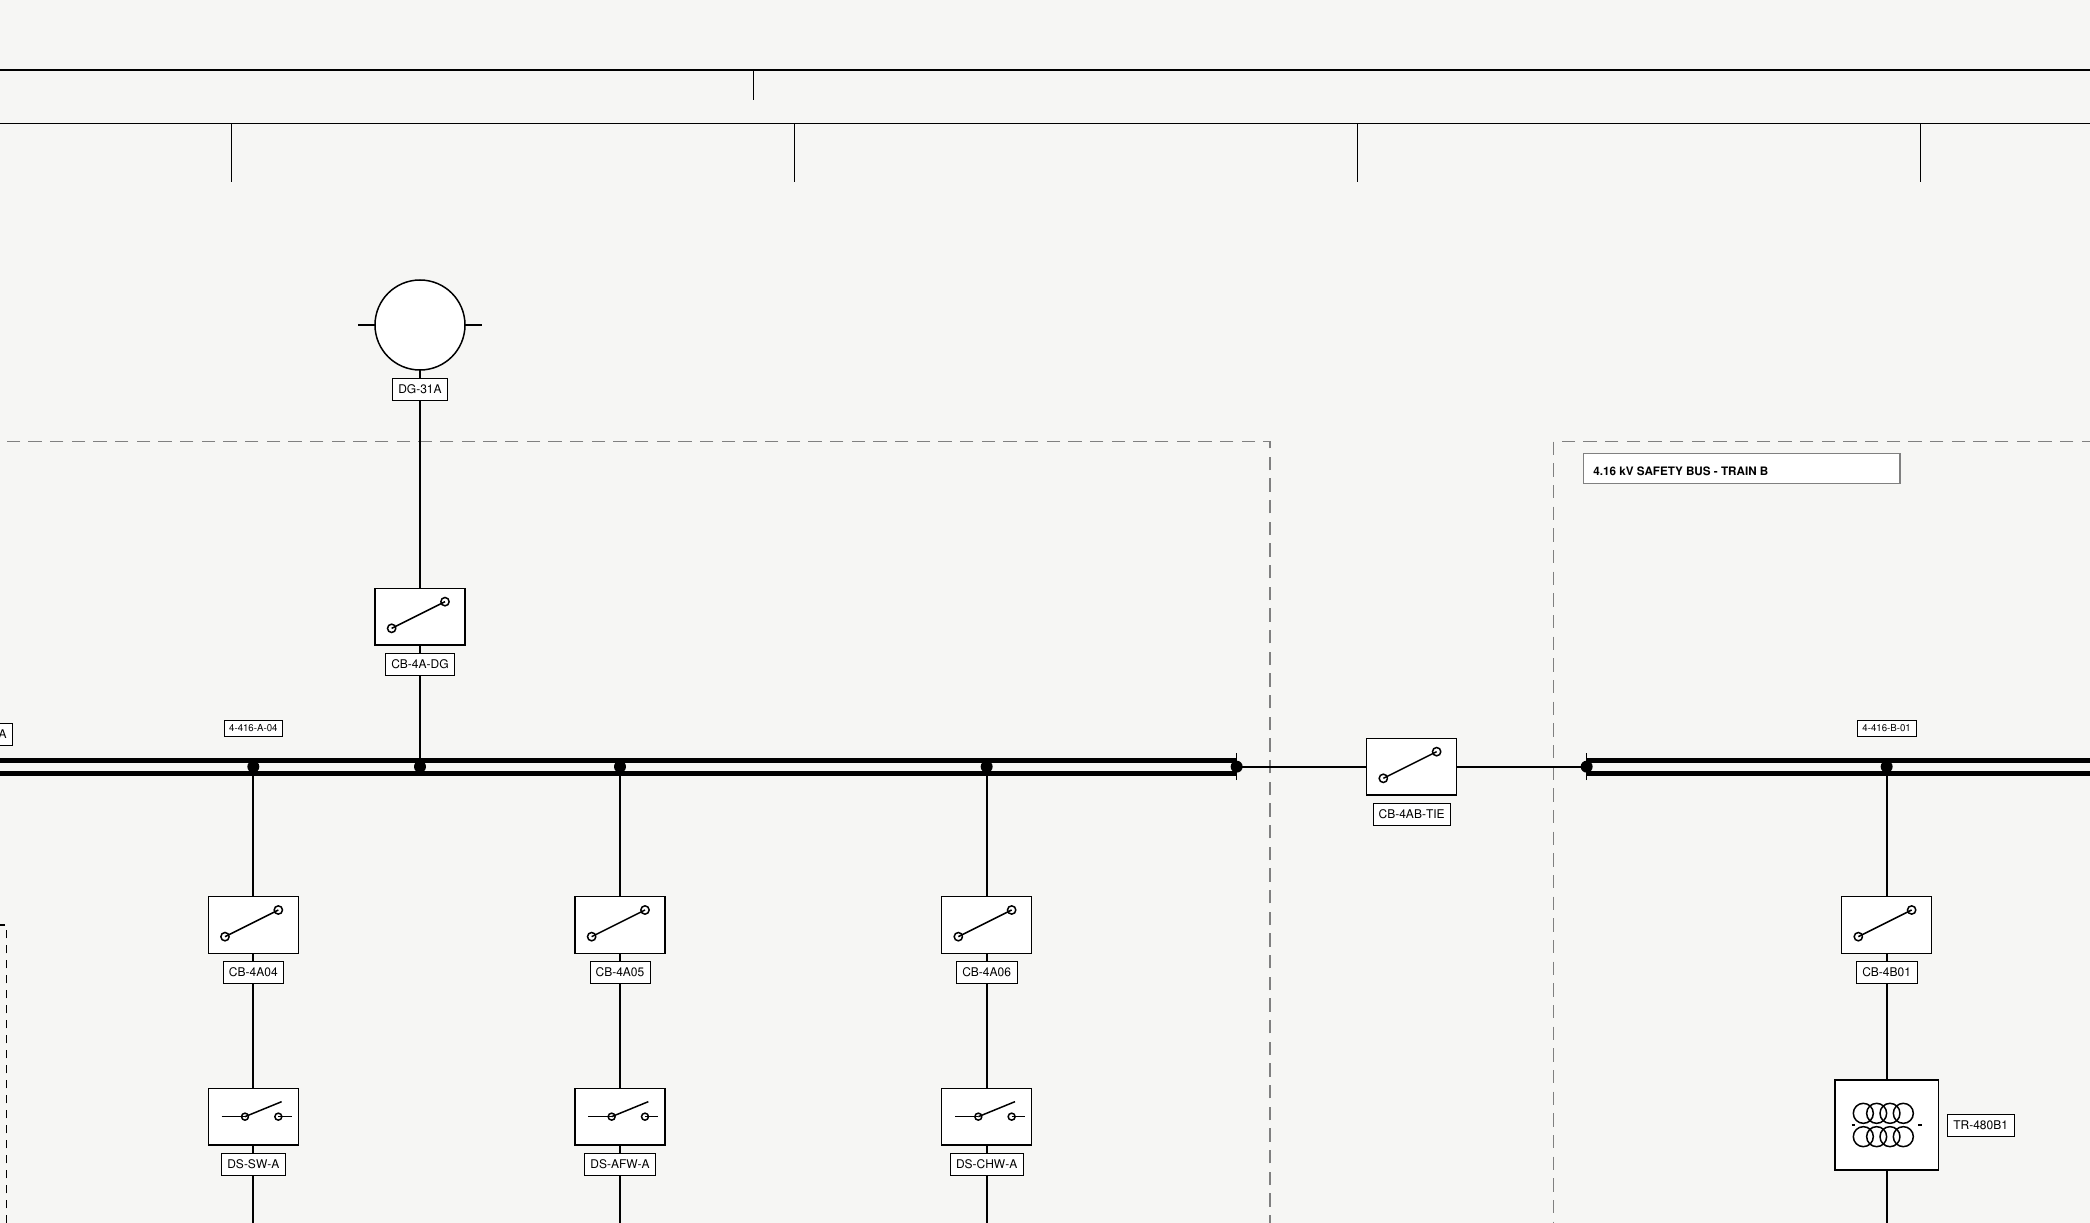 DG-31A
4.16 kV SAFETY BUS - TRAIN B
CB-4A-DG
A
4-416-A-04
4-416-B-01
CB-4AB-TIE
CB-4A04
CB-4A05
CB-4A06
CB-4B01
TR-480B1
DS-SW-A
DS-AFW-A
DS-CHW-A